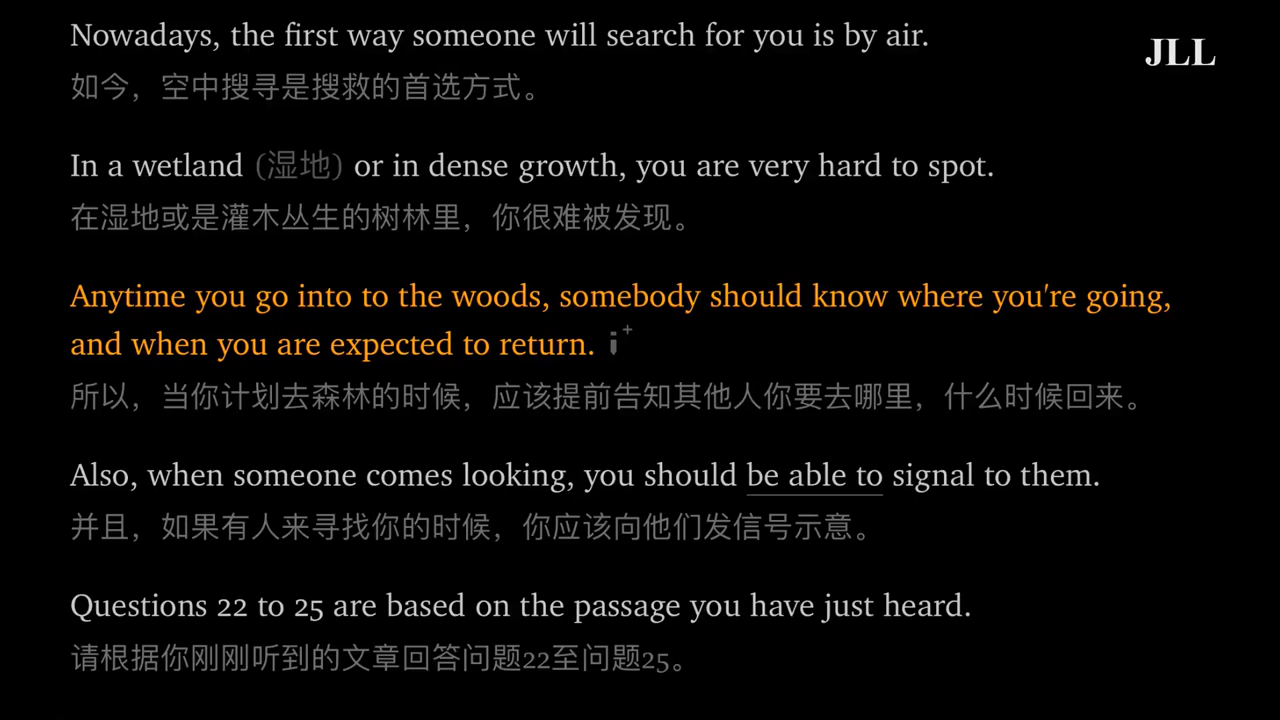 Nowadays, the first way someone will search for you is by air.
JLL
如今，空中搜寻是搜救的首选方式。
In a wetland (湿地) or in dense growth, you are very hard to spot.
在湿地或是灌木丛生的树林里，你很难被发现。
Anytime you go into to the woods, somebody should know where you're going,
and when you are expected to return.
所以，当你计划去森林的时候，应该提前告知其他人你要去哪里，什么时候回来。
Also, when someone comes looking, you should be able to signal to them.
并且，如果有人来寻找你的时候，你应该向他们发信号示意。
Questions 22 to 25 are based on the passage you have just heard.
请根据你刚刚听到的文章回答问题22至问题25。